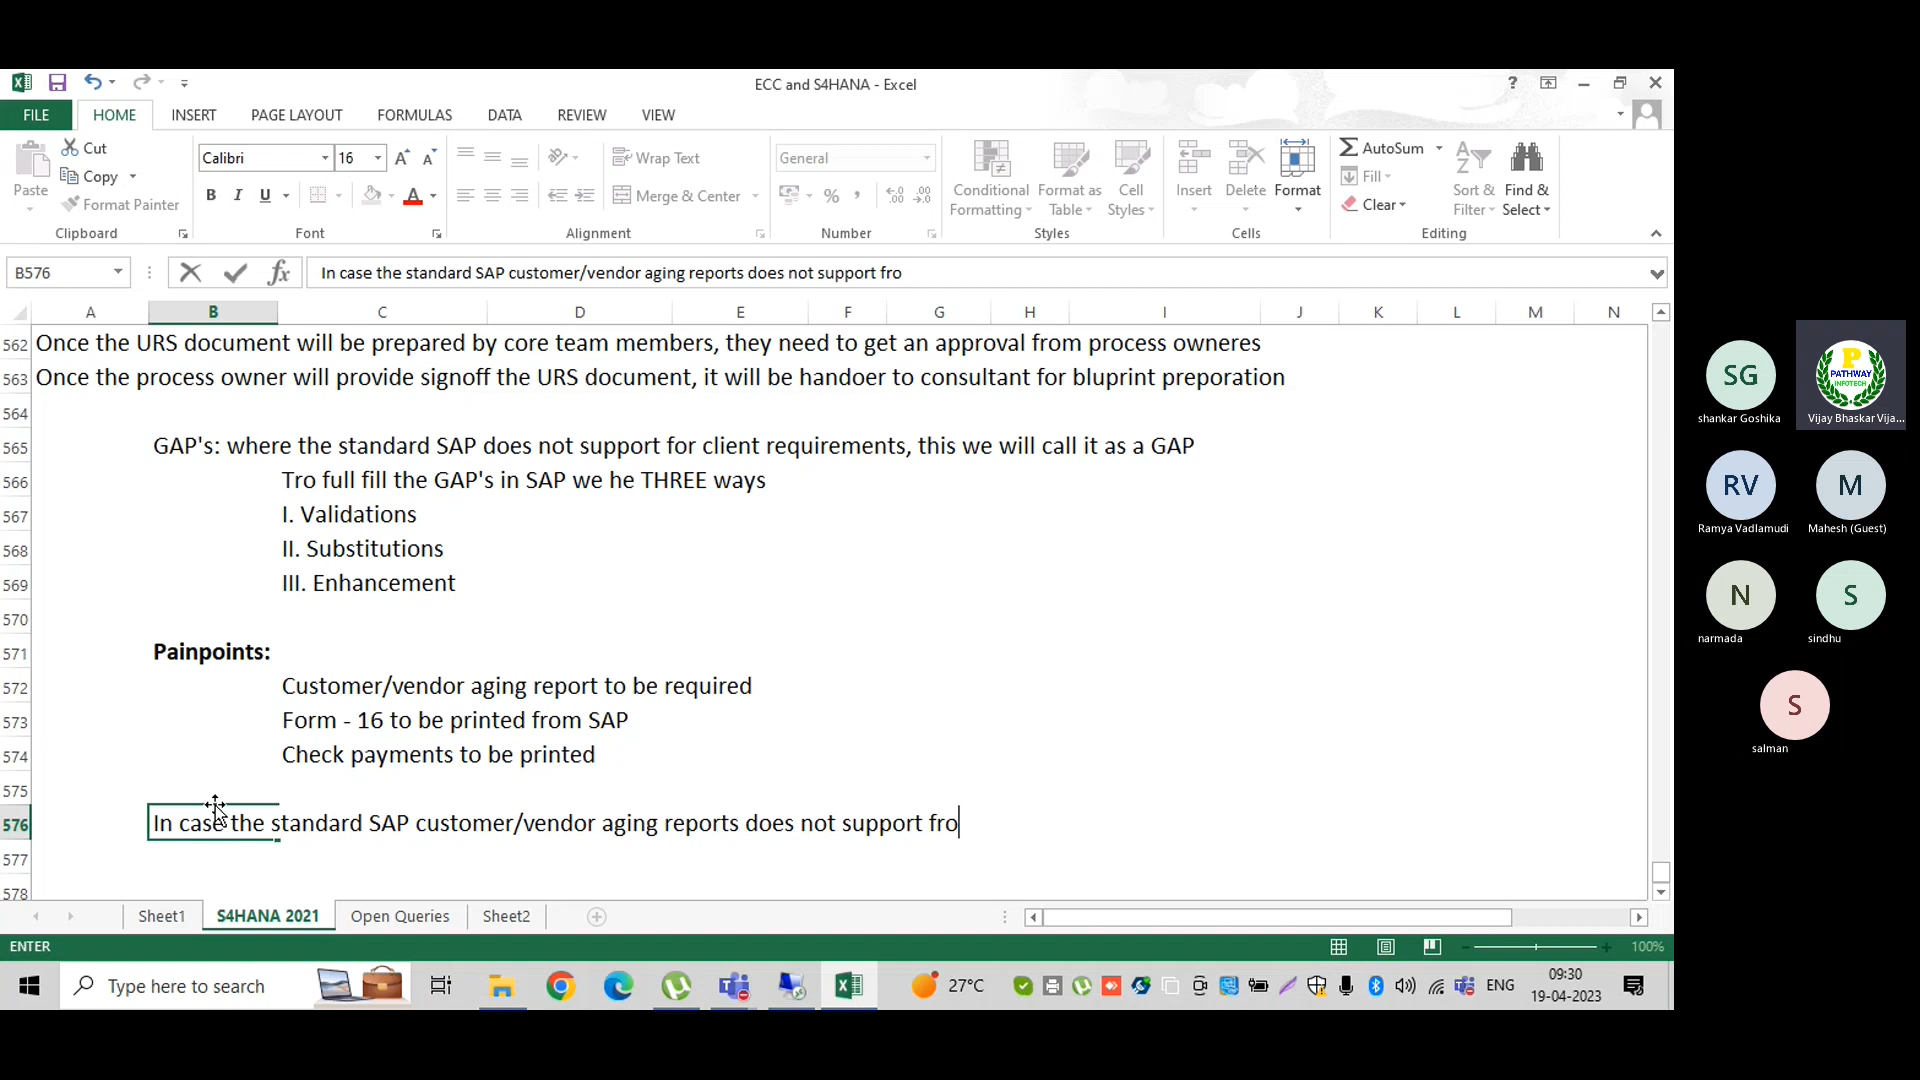 ECC and S4HANA - Excel
?
FILE HOME INSERT PAGE LAYOUT FORMULAS DATA REVIEW VIEW
Paste
Cut
Copy
Format Painter
Clipboard
Calibri 16
B I U A
Font
Wrap Text
Merge & Center
Alignment
General
%
Number
Conditional Formatting
Format as Table
Cell Styles
Styles
Insert Delete Format
Cells
AutoSum
Fill
Clear
Sort & Filter
Find & Select
Editing
B576 fx In case the standard SAP customer/vendor aging reports does not support fro
A B C D E F G H I J K L M N
562 Once the URS document will be prepared by core team members, they need to get an approval from process owneres
563 Once the process owner will provide signoff the URS document, it will be handoer to consultant for bluprint preporation
564
565 GAP's: where the standard SAP does not support for client requirements, this we will call it as a GAP
566 Tro full fill the GAP's in SAP we he THREE ways
567 I. Validations
568 II. Substitutions
569 III. Enhancement
570
571 Painpoints:
572 Customer/vendor aging report to be required
573 Form - 16 to be printed from SAP
574 Check payments to be printed
575
576 In case the standard SAP customer/vendor aging reports does not support fro
577
578
Sheet1 S4HANA 2021 Open Queries Sheet2
ENTER 100%
Type here to search
27°C
ENG
09:30
19-04-2023
SG
shankar Goshika
P
PATHWAY
INFOTECH
Vijay Bhaskar Vija...
RV
Ramya Vadlamudi
M
Mahesh (Guest)
N
narmada
S
sindhu
S
salman